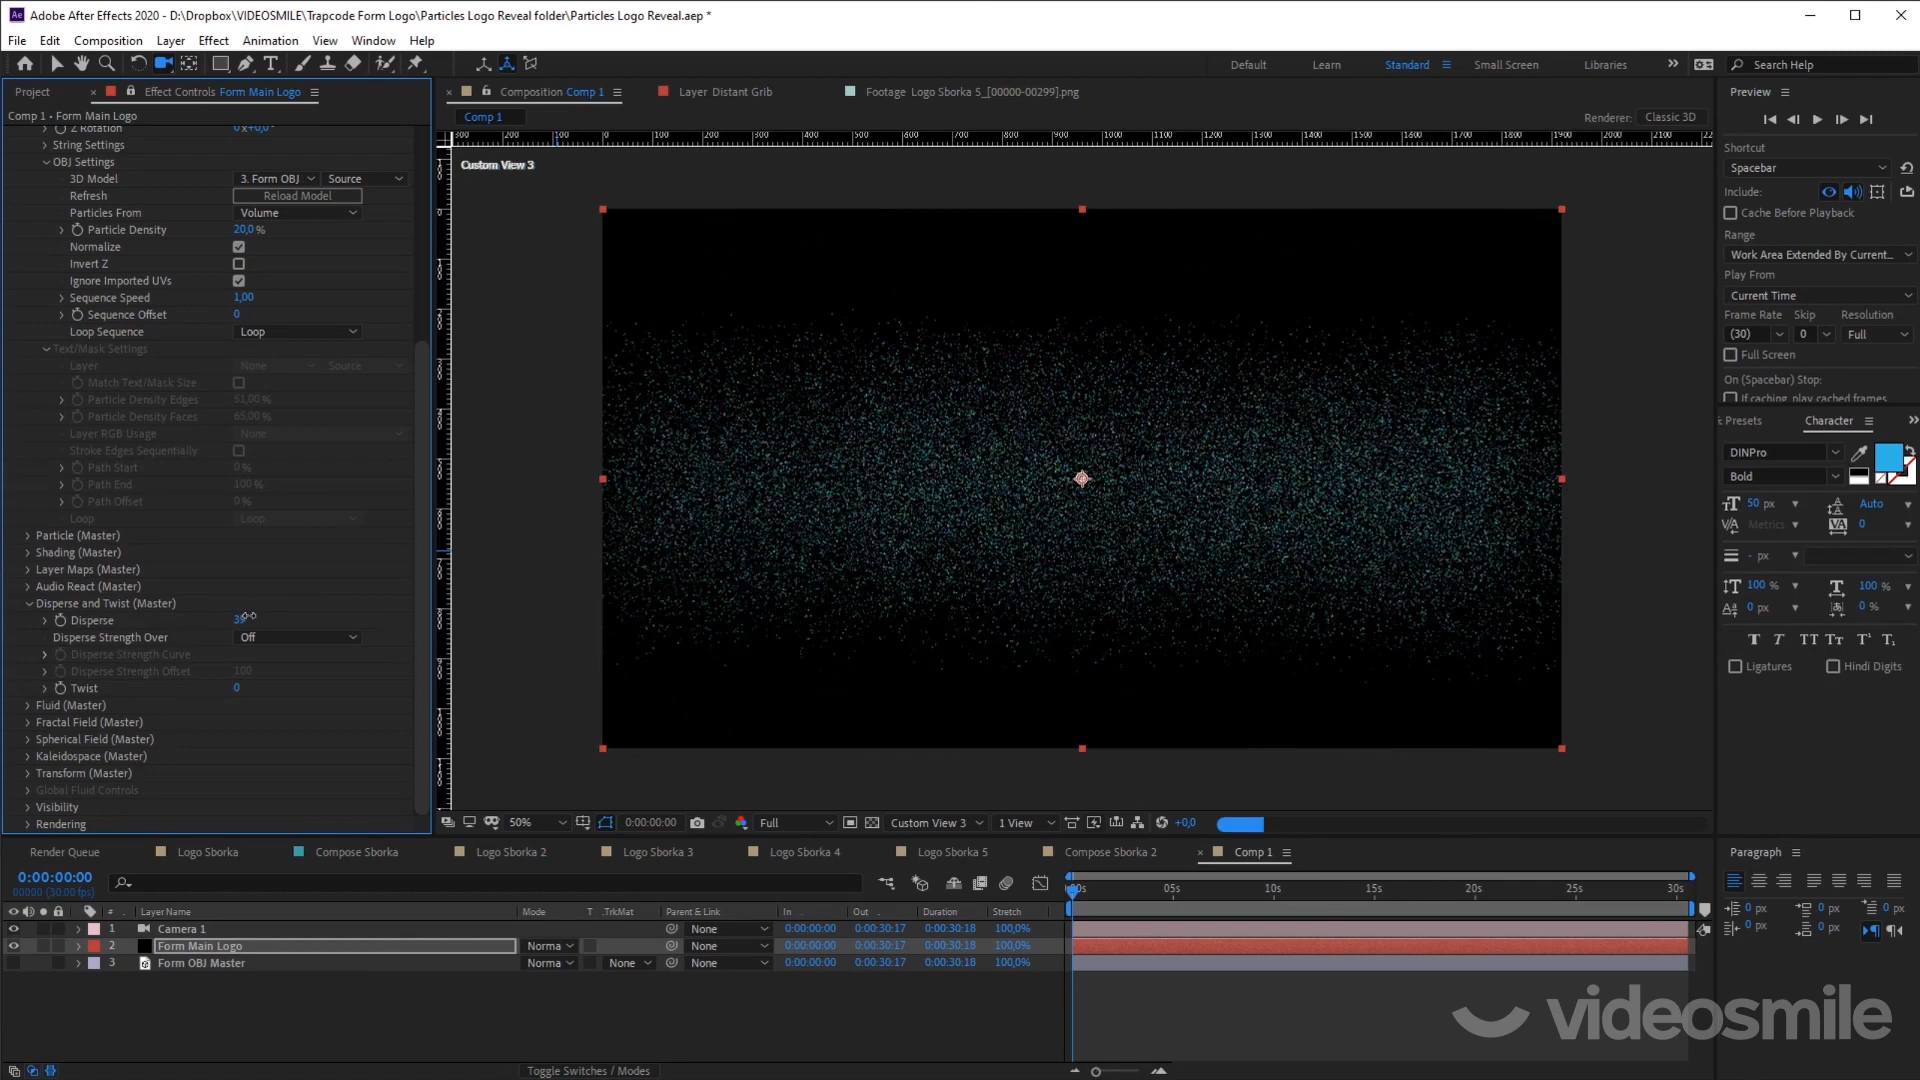 Adobe After Effects 2020 - D:\Dropbox\VIDEOSMILE\Trapcode Form Logo\Particles Logo Reveal folder\Particles Logo Reveal.aep *
File Edit Composition Layer Effect Animation View Window Help
Default Learn Standard Small Screen Libraries Search Help
Project Effect Controls Form Main Logo Composition Comp 1 Layer Distant Grib Footage Logo Sborka 5_[00000-00299].png Preview
Comp 1 • Form Main Logo
Comp 1 Renderer: Classic 3D
Custom View 3
Z Rotation 0x+0,0°
String Settings
OBJ Settings
3D Model 3. Form OBJ Source
Refresh Reload Model
Particles From Volume
Particle Density 20,0 %
Normalize
Invert Z
Ignore Imported UVs
Sequence Speed 1,00
Sequence Offset 0
Loop Sequence Loop
Text/Mask Settings
Layer None Source
Match Text/Mask Size
Particle Density Edges 51,00 %
Particle Density Faces 65,00 %
Layer RGB Usage None
Stroke Edges Sequentially
Path Start 0 %
Path End 100 %
Path Offset 0 %
Loop Loop
Particle (Master)
Shading (Master)
Layer Maps (Master)
Audio React (Master)
Disperse and Twist (Master)
Disperse
Disperse Strength Over Off
Disperse Strength Curve
Disperse Strength Offset 100
Twist 0
Fluid (Master)
Fractal Field (Master)
Spherical Field (Master)
Kaleidospace (Master)
Transform (Master)
Global Fluid Controls
Visibility
Rendering
Shortcut
Spacebar
Include:
Cache Before Playback
Range
Work Area Extended By Current...
Play From
Current Time
Frame Rate Skip Resolution
(30) 0 Full
Full Screen
On (Spacebar) Stop:
If caching, play cached frames
Presets Character
DINPro
Bold
50 px Auto
Metrics 0
- px
100 % 100 %
0 px 0 %
T T TT Tt T¹ T₁
Ligatures Hindi Digits
50% 0:00:00:00 Full Custom View 3 1 View +0,0
Render Queue Logo Sborka Compose Sborka Logo Sborka 2 Logo Sborka 3 Logo Sborka 4 Logo Sborka 5 Compose Sborka 2 Comp 1 Paragraph
0:00:00:00
00000 (30.00 fps)
05s 10s 15s 20s 25s 30s
# Layer Name Mode T .TrkMat Parent & Link In Out Duration Stretch
1 Camera 1 None 0:00:00:00 0:00:30:17 0:00:30:18 100,0%
2 Form Main Logo Norma None 0:00:00:00 0:00:30:17 0:00:30:18 100,0%
3 Form OBJ Master Norma None None 0:00:00:00 0:00:30:17 0:00:30:18 100,0%
0 px 0 px 0 px
0 px 0 px
videosmile
Toggle Switches / Modes